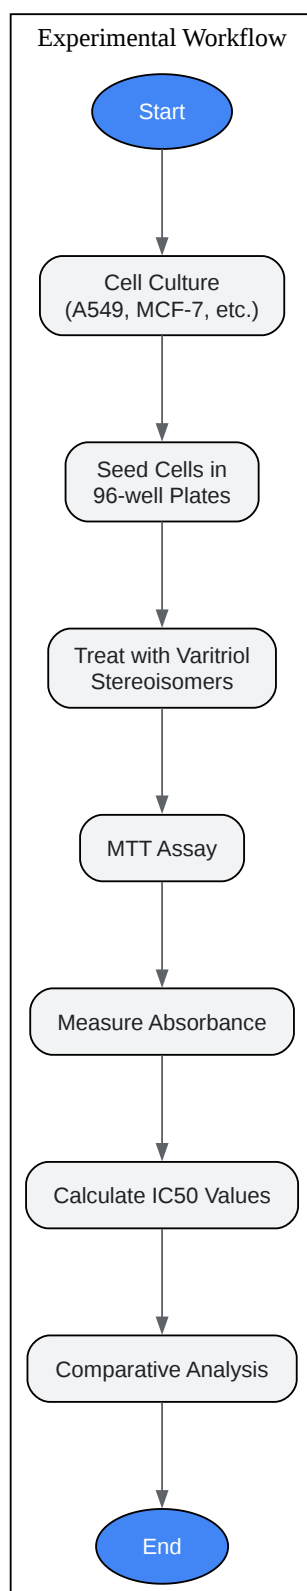 Experimental Workflow
Start
Cell Culture
(A549, MCF-7, etc.)
Seed Cells in
96-well Plates
Treat with Varitriol
Stereoisomers
MTT Assay
Measure Absorbance
Calculate IC50 Values
Comparative Analysis
End